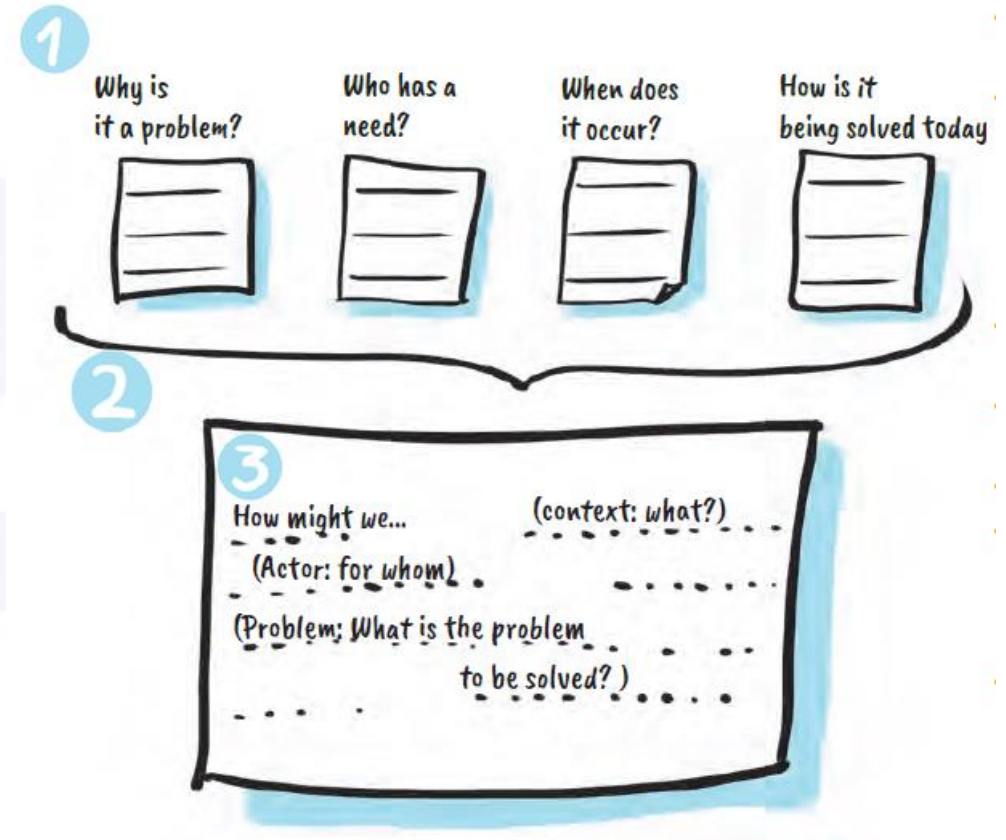 1
Why is
it a problem?
Who has a
need?
When does
it occur?
How is it
being solved today
2
3
How might we... (context: what?)
(Actor: for whom)
(Problem: What is the problem
to be solved? )